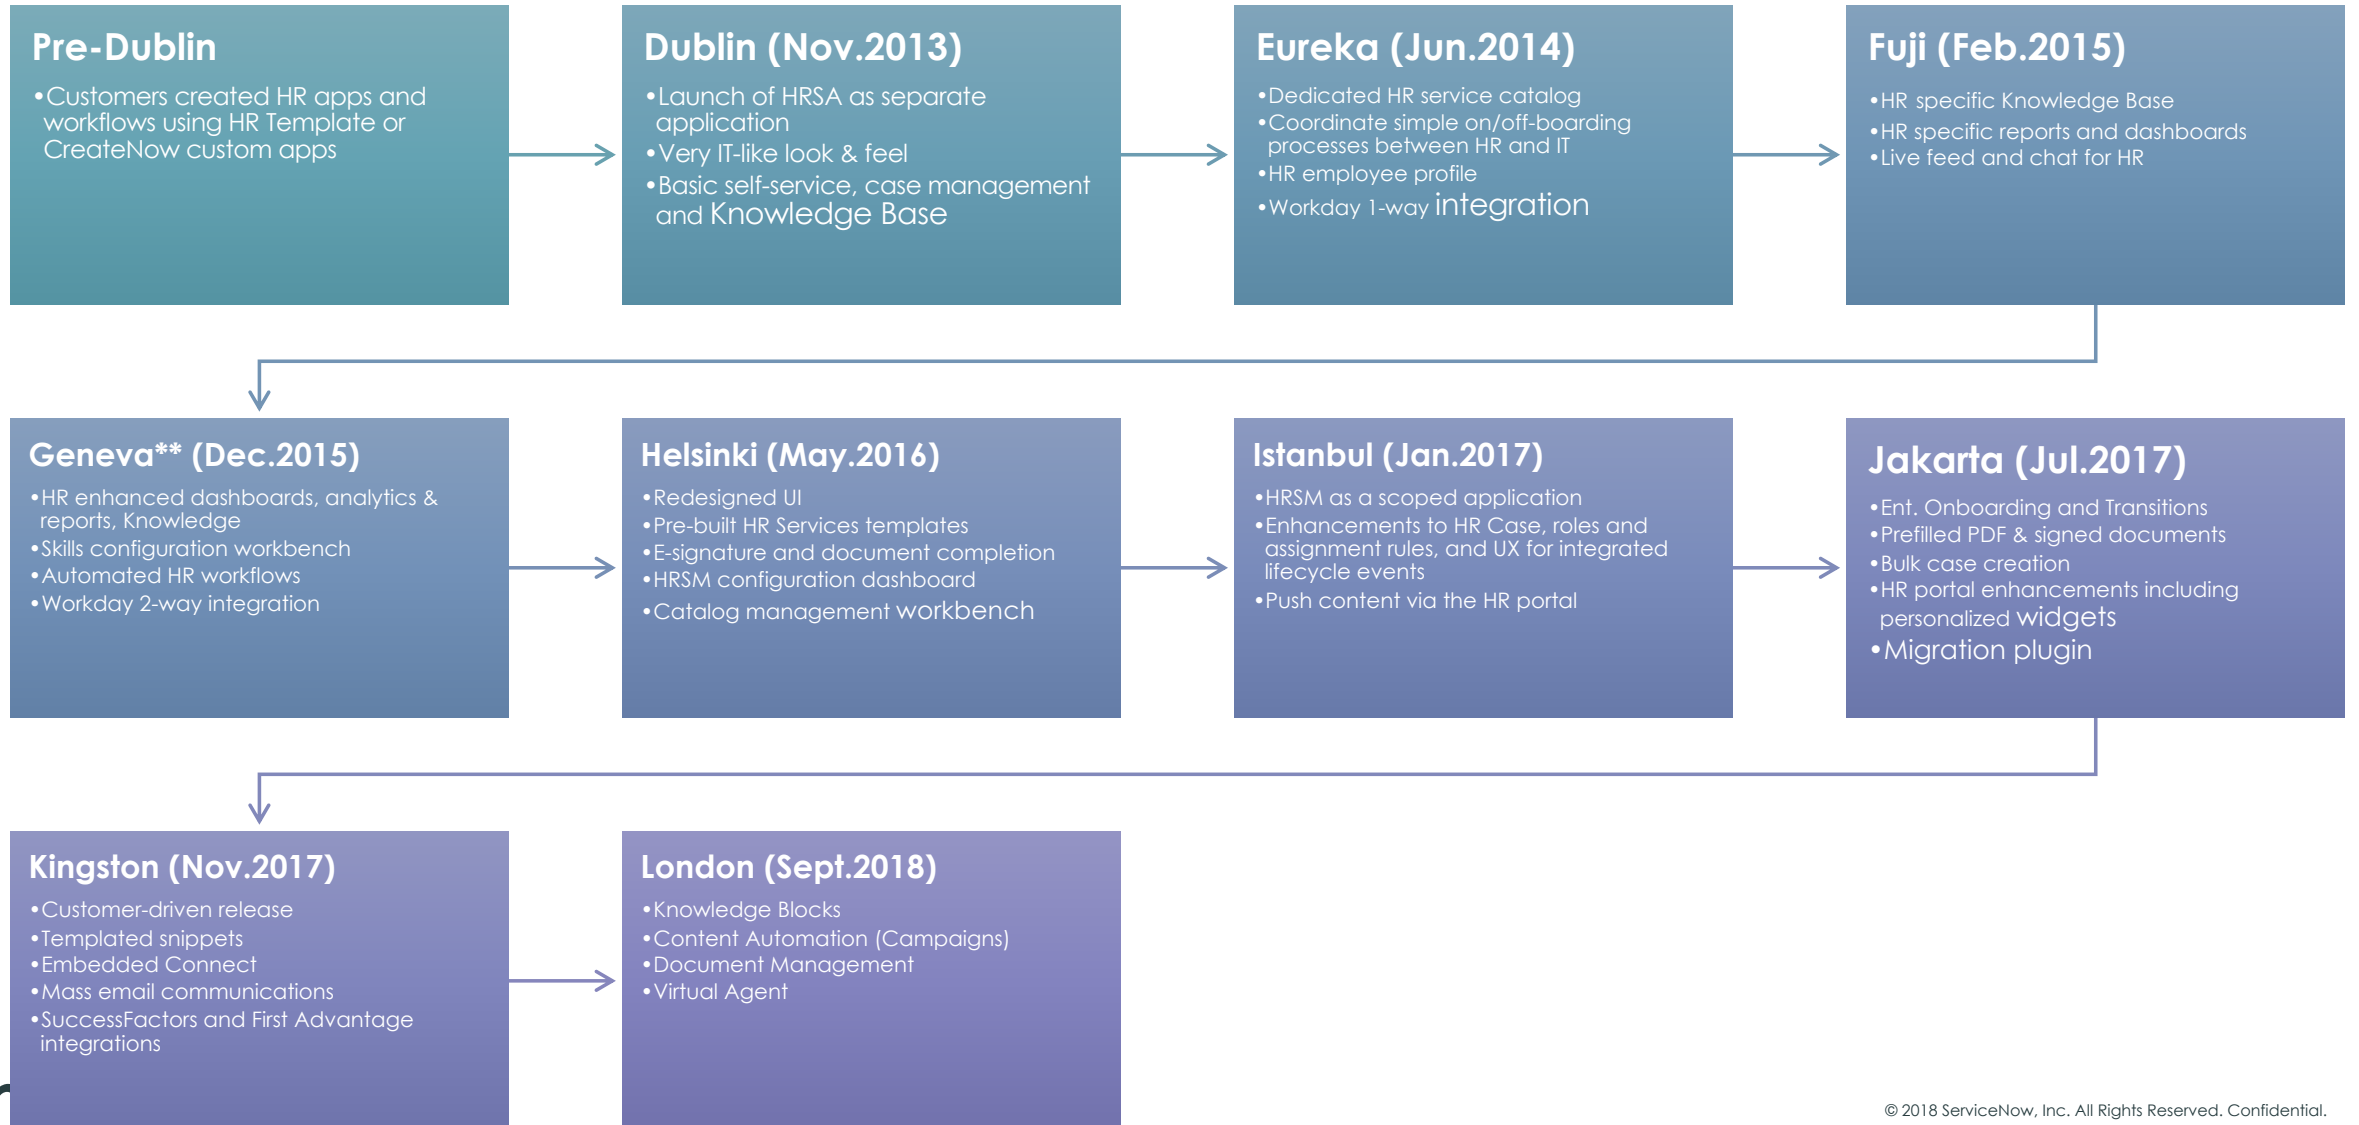 Pre-Dublin
•Customers created HR apps and
workflows using HR Template or
CreateNow custom apps
Dublin (Nov.2013)
•Launch of HRSA as separate
application
•Very IT-like look & feel
•Basic self-service, case management
and Knowledge Base
Eureka (Jun.2014)
•Dedicated HR service catalog
•Coordinate simple on/off-boarding
processes between HR and IT
•HR employee profile
•Workday 1-way integration
Fuji (Feb.2015)
•HR specific Knowledge Base
•HR specific reports and dashboards
•Live feed and chat for HR
Geneva** (Dec.2015)
•HR enhanced dashboards, analytics &
reports, Knowledge
•Skills configuration workbench
•Automated HR workflows
•Workday 2-way integration
Helsinki (May.2016)
•Redesigned UI
•Pre-built HR Services templates
•E-signature and document completion
•HRSM configuration dashboard
•Catalog management workbench
Istanbul (Jan.2017)
•HRSM as a scoped application
•Enhancements to HR Case, roles and
assignment rules, and UX for integrated
lifecycle events
•Push content via the HR portal
Jakarta (Jul.2017)
•Ent. Onboarding and Transitions
•Prefilled PDF & signed documents
•Bulk case creation
•HR portal enhancements including
personalized widgets
•Migration plugin
Kingston (Nov.2017)
•Customer-driven release
•Templated snippets
•Embedded Connect
•Mass email communications
•SuccessFactors and First Advantage
integrations
London (Sept.2018)
•Knowledge Blocks
•Content Automation (Campaigns)
•Document Management
•Virtual Agent
© 2018 ServiceNow, Inc. All Rights Reserved. Confidential.